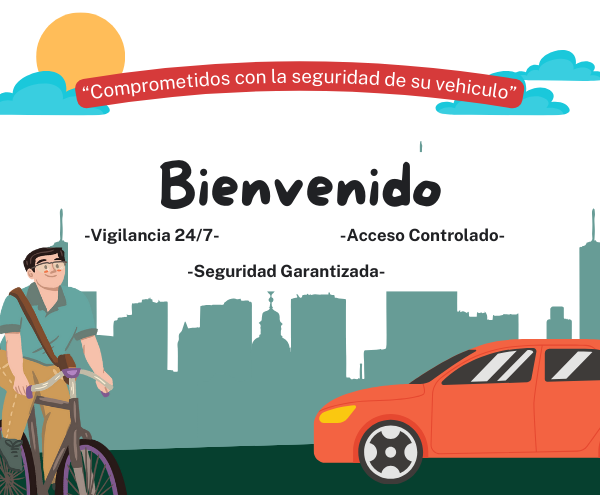 “Comprometidos con la seguridad de su vehiculo”
Bienvenido
-Vigilancia 24/7- -Acceso Controlado-
-Seguridad Garantizada-